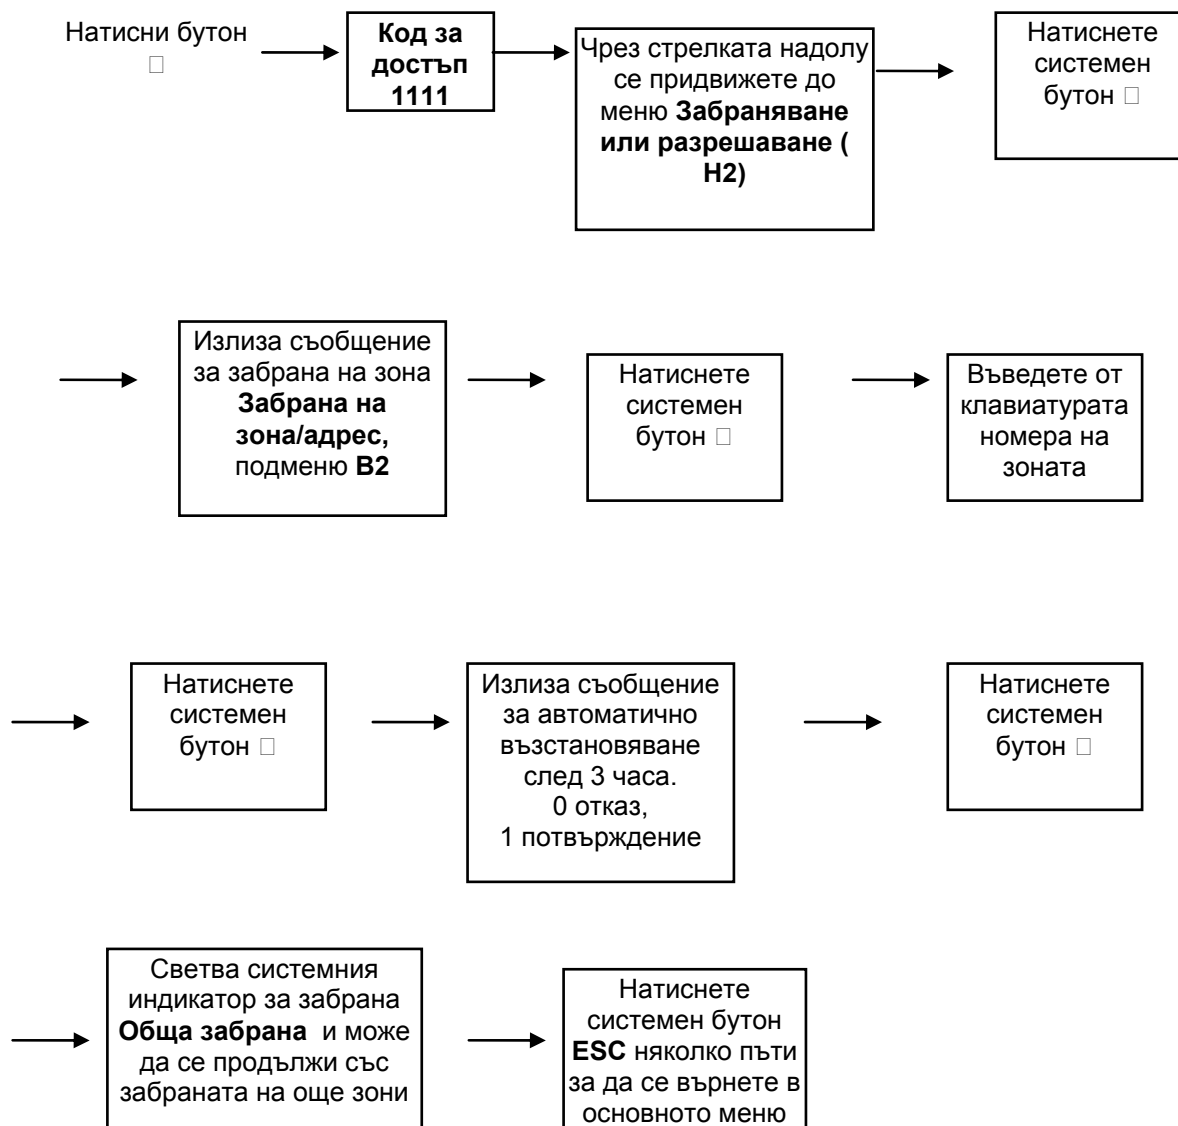 Натисни бутон
□
Код за
достъп
1111
Чрез стрелката надолу
се придвижете до
меню Забраняване
или разрешаване (
H2)
Натиснете
системен
бутон □
Излиза съобщение
за забрана на зона
Забрана на
зона/адрес,
подменю B2
Натиснете
системен
бутон □
Въведете от
клавиатурата
номера на
зоната
Натиснете
системен
бутон □
Излиза съобщение
за автоматично
възстановяване
след 3 часа.
0 отказ,
1 потвърждение
Натиснете
системен
бутон □
Светва системния
индикатор за забрана
Обща забрана и може
да се продължи със
забраната на още зони
Натиснете
системен бутон
ESC няколко пъти
за да се върнете в
основното меню